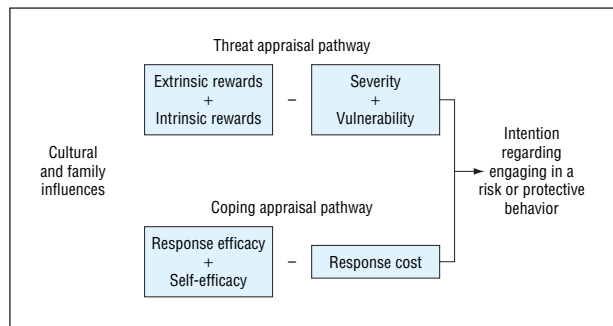 Threat appraisal pathway
Extrinsic rewards
+
Intrinsic rewards
–
Severity
+
Vulnerability
Cultural
and family
influences
Intention
regarding
engaging in a
risk or protective
behavior
Coping appraisal pathway
Response efficacy
+
Self-efficacy
–
Response cost